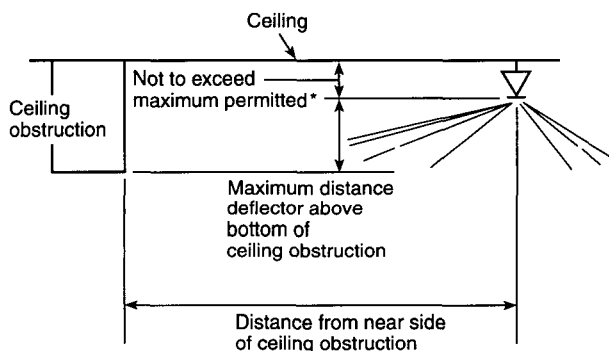 Ceiling
Not to exceed
maximum permitted*
Ceiling
obstruction
Maximum distance
deflector above
bottom of
ceiling obstruction
Distance from near side
of ceiling obstruction